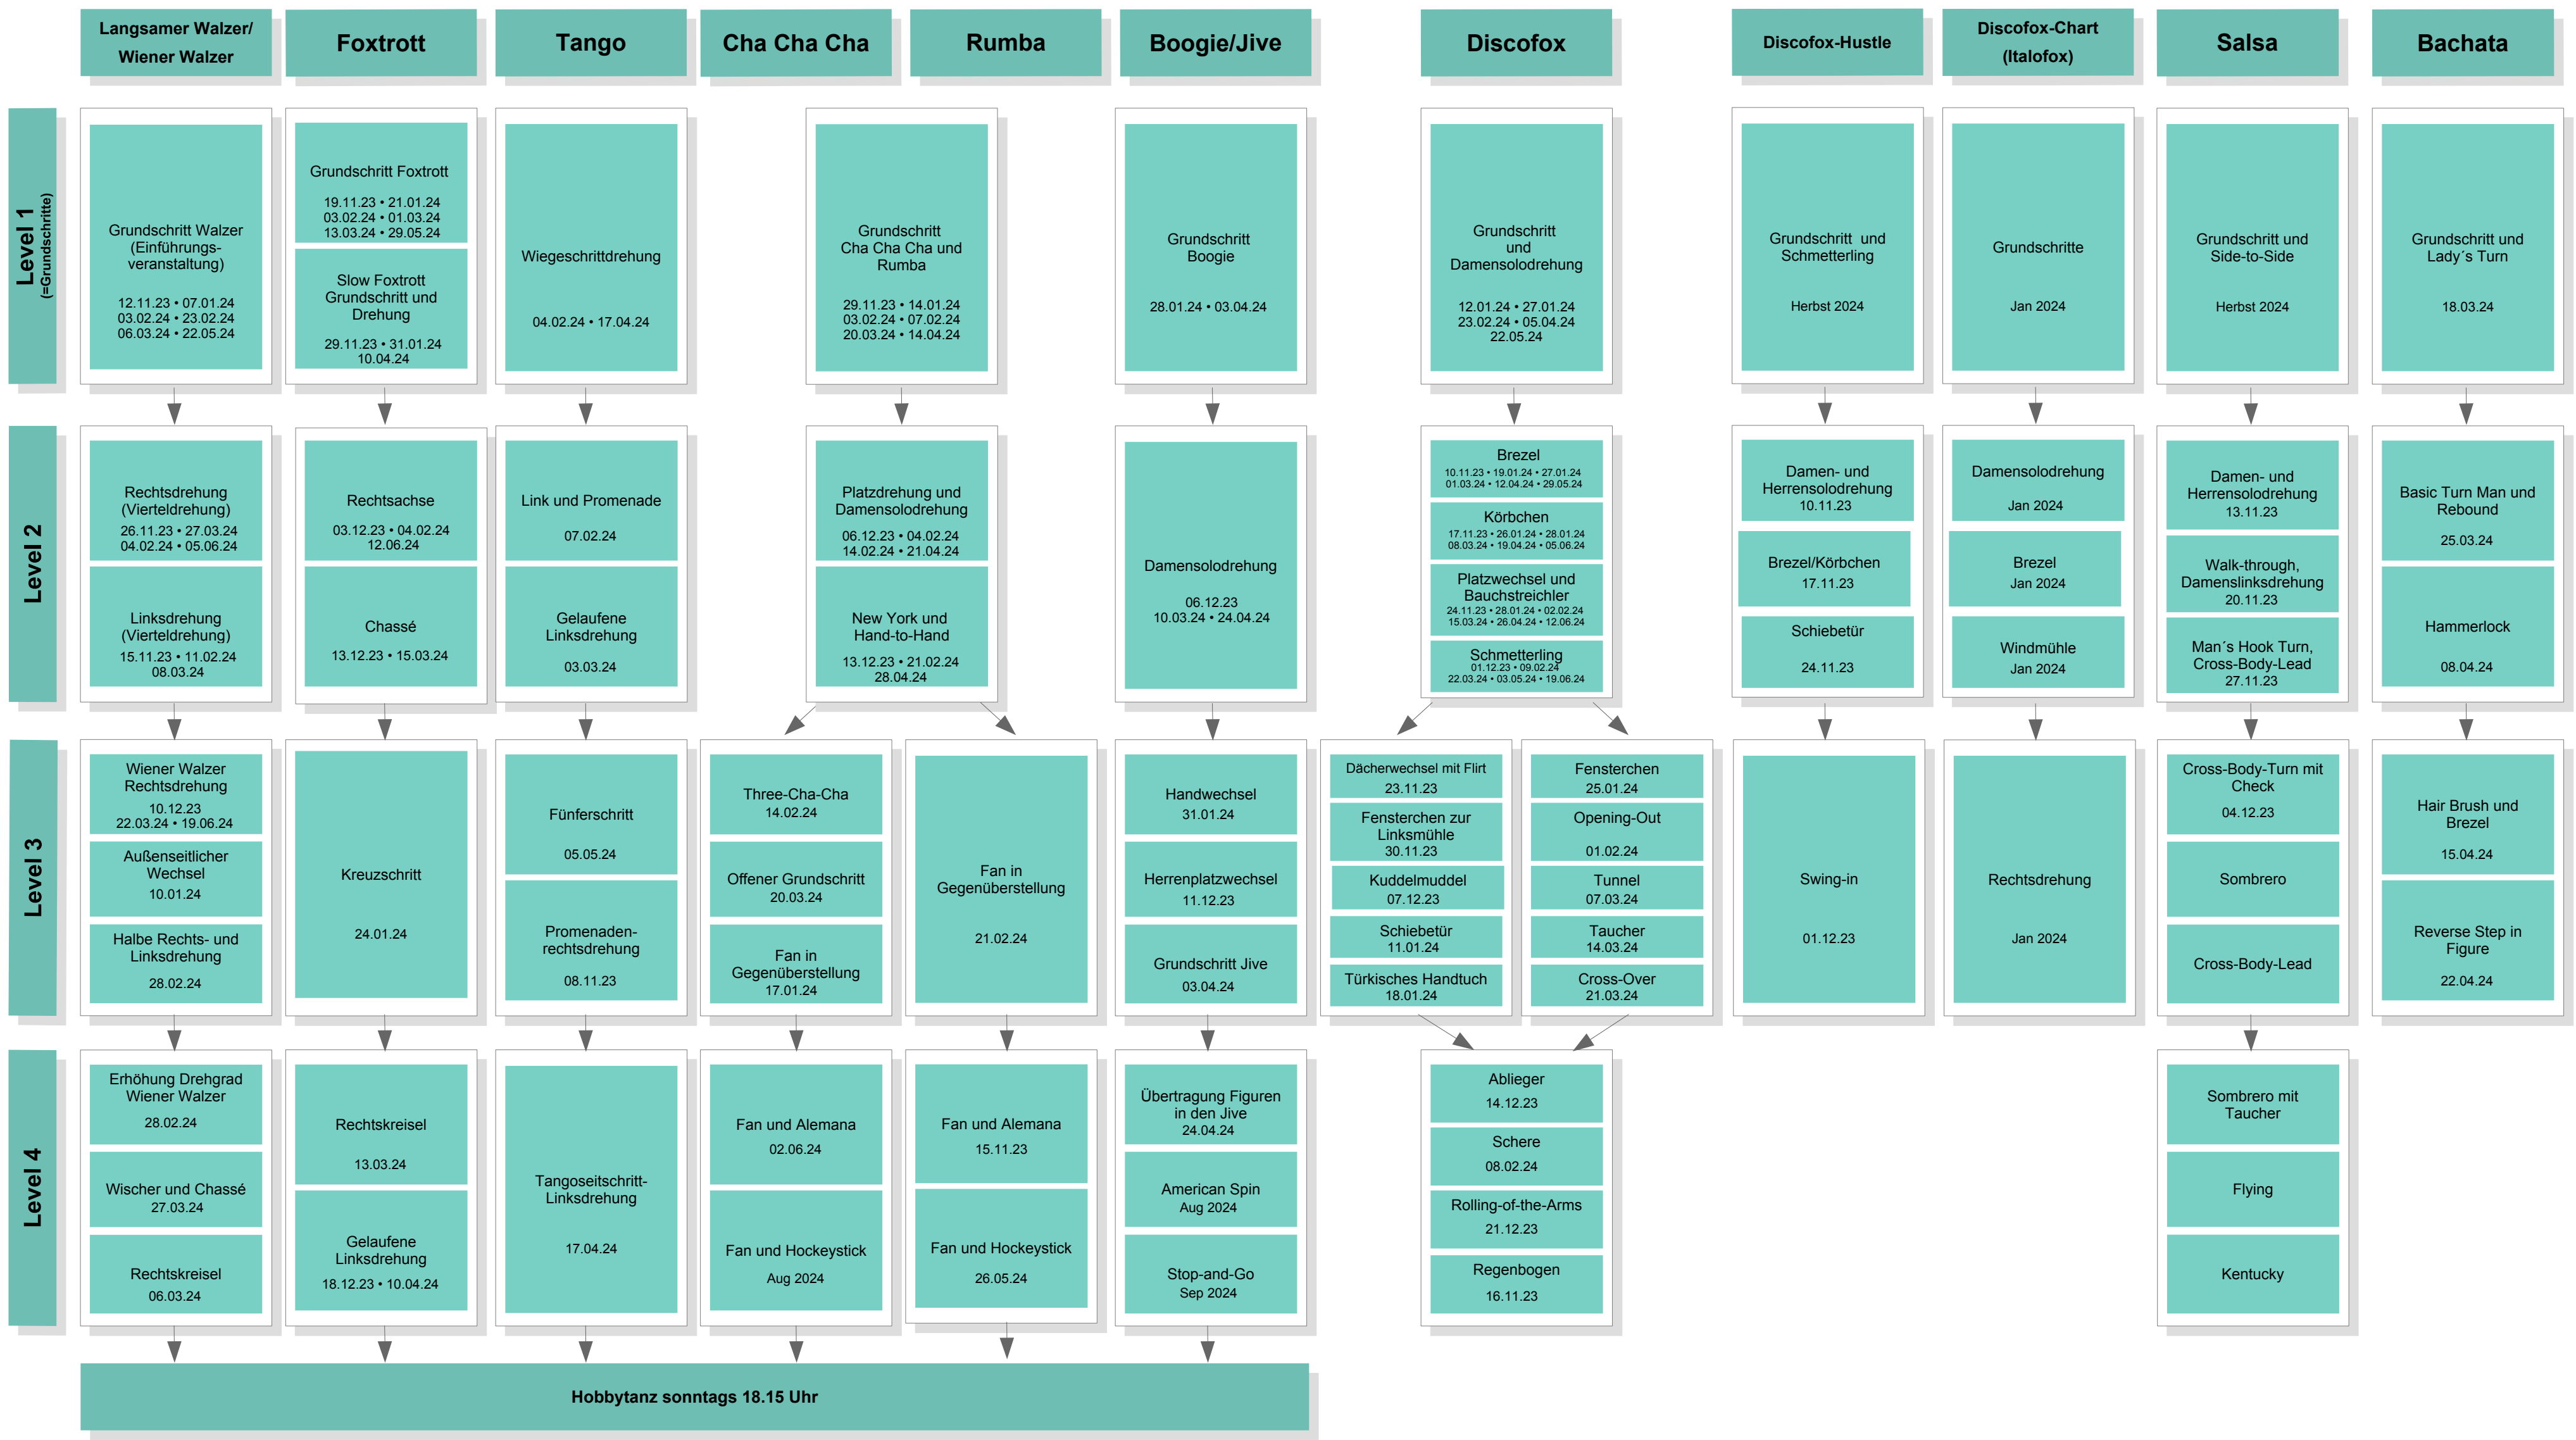 Langsamer Walzer/
Wiener Walzer
Foxtrott
Tango
Cha Cha Cha
Rumba
Boogie/Jive
Discofox
Discofox-Hustle
Discofox-Chart
(Italofox)
Salsa
Bachata
Level 1
(=Grundschritte)
Grundschritt Walzer
(Einführungs-
veranstaltung)
12.11.23 • 07.01.24
03.02.24 • 23.02.24
06.03.24 • 22.05.24
Grundschritt Foxtrott
19.11.23 • 21.01.24
03.02.24 • 01.03.24
13.03.24 • 29.05.24
Slow Foxtrott
Grundschritt und
Drehung
29.11.23 • 31.01.24
10.04.24
Wiegeschrittdrehung
04.02.24 • 17.04.24
Grundschritt
Cha Cha Cha und
Rumba
29.11.23 • 14.01.24
03.02.24 • 07.02.24
20.03.24 • 14.04.24
Grundschritt
Boogie
28.01.24 • 03.04.24
Grundschritt
und
Damensolodrehung
12.01.24 • 27.01.24
23.02.24 • 05.04.24
22.05.24
Grundschritt und
Schmetterling
Herbst 2024
Grundschritte
Jan 2024
Grundschritt und
Side-to-Side
Herbst 2024
Grundschritt und
Lady´s Turn
18.03.24
Level 2
Rechtsdrehung
(Vierteldrehung)
26.11.23 • 27.03.24
04.02.24 • 05.06.24
Linksdrehung
(Vierteldrehung)
15.11.23 • 11.02.24
08.03.24
Rechtsachse
03.12.23 • 04.02.24
12.06.24
Chassé
13.12.23 • 15.03.24
Link und Promenade
07.02.24
Gelaufene
Linksdrehung
03.03.24
Platzdrehung und
Damensolodrehung
06.12.23 • 04.02.24
14.02.24 • 21.04.24
New York und
Hand-to-Hand
13.12.23 • 21.02.24
28.04.24
Damensolodrehung
06.12.23
10.03.24 • 24.04.24
Brezel
10.11.23 • 19.01.24 • 27.01.24
01.03.24 • 12.04.24 • 29.05.24
Körbchen
17.11.23 • 26.01.24 • 28.01.24
08.03.24 • 19.04.24 • 05.06.24
Platzwechsel und
Bauchstreichler
24.11.23 • 28.01.24 • 02.02.24
15.03.24 • 26.04.24 • 12.06.24
Schmetterling
01.12.23 • 09.02.24
22.03.24 • 03.05.24 • 19.06.24
Damen- und
Herrensolodrehung
10.11.23
Brezel/Körbchen
17.11.23
Schiebetür
24.11.23
Damensolodrehung
Jan 2024
Brezel
Jan 2024
Windmühle
Jan 2024
Damen- und
Herrensolodrehung
13.11.23
Walk-through,
Damenslinksdrehung
20.11.23
Man´s Hook Turn,
Cross-Body-Lead
27.11.23
Basic Turn Man und
Rebound
25.03.24
Hammerlock
08.04.24
Level 3
Wiener Walzer
Rechtsdrehung
10.12.23
22.03.24 • 19.06.24
Außenseitlicher
Wechsel
10.01.24
Halbe Rechts- und
Linksdrehung
28.02.24
Kreuzschritt
24.01.24
Fünferschritt
05.05.24
Promenaden-
rechtsdrehung
08.11.23
Three-Cha-Cha
14.02.24
Offener Grundschritt
20.03.24
Fan in
Gegenüberstellung
17.01.24
Fan in
Gegenüberstellung
21.02.24
Handwechsel
31.01.24
Herrenplatzwechsel
11.12.23
Grundschritt Jive
03.04.24
Dächerwechsel mit Flirt
23.11.23
Fensterchen zur
Linksmühle
30.11.23
Kuddelmuddel
07.12.23
Schiebetür
11.01.24
Türkisches Handtuch
18.01.24
Fensterchen
25.01.24
Opening-Out
01.02.24
Tunnel
07.03.24
Taucher
14.03.24
Cross-Over
21.03.24
Swing-in
01.12.23
Rechtsdrehung
Jan 2024
Cross-Body-Turn mit
Check
04.12.23
Sombrero
Cross-Body-Lead
Hair Brush und
Brezel
15.04.24
Reverse Step in
Figure
22.04.24
Level 4
Erhöhung Drehgrad
Wiener Walzer
28.02.24
Wischer und Chassé
27.03.24
Rechtskreisel
06.03.24
Rechtskreisel
13.03.24
Gelaufene
Linksdrehung
18.12.23 • 10.04.24
Tangoseitschritt-
Linksdrehung
17.04.24
Fan und Alemana
02.06.24
Fan und Hockeystick
Aug 2024
Fan und Alemana
15.11.23
Fan und Hockeystick
26.05.24
Übertragung Figuren
in den Jive
24.04.24
American Spin
Aug 2024
Stop-and-Go
Sep 2024
Ablieger
14.12.23
Schere
08.02.24
Rolling-of-the-Arms
21.12.23
Regenbogen
16.11.23
Sombrero mit
Taucher
Flying
Kentucky
Hobbytanz sonntags 18.15 Uhr